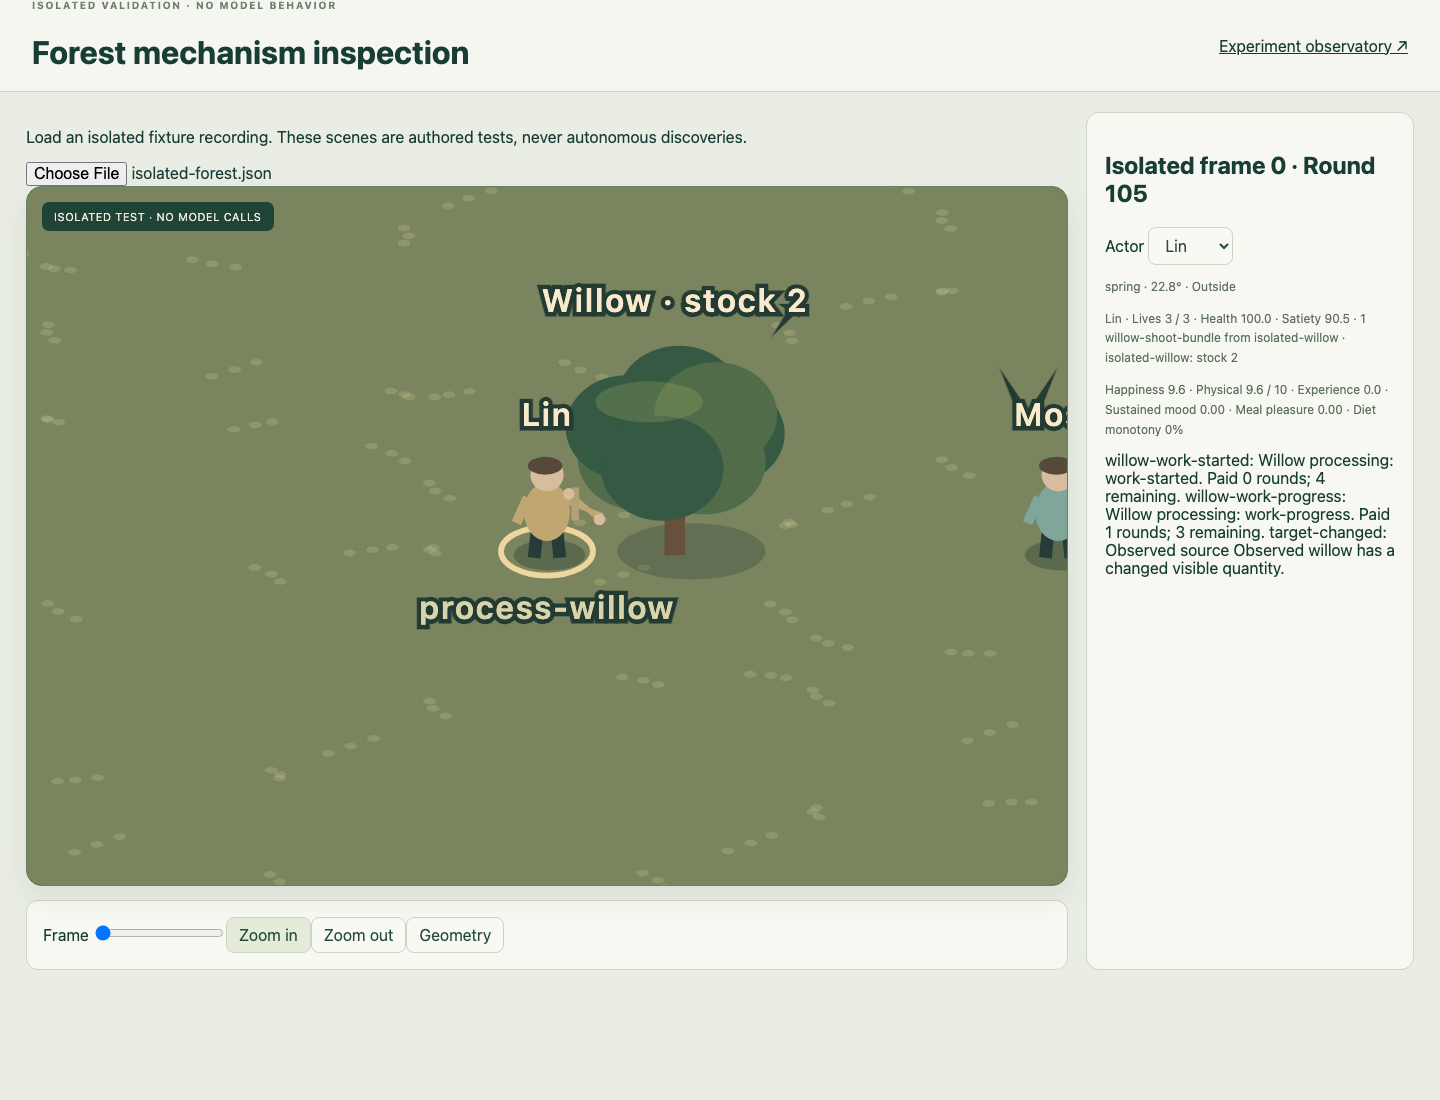 ISOLATED VALIDATION · NO MODEL BEHAVIOR
Forest mechanism inspection
Experiment observatory ↗
Load an isolated fixture recording. These scenes are authored tests, never autonomous discoveries.
Choose File isolated-forest.json
ISOLATED TEST · NO MODEL CALLS
Willow · stock 2
Lin
Mos
process-willow
Frame
Zoom in
Zoom out
Geometry
Isolated frame 0 · Round
105
Actor Lin
spring · 22.8° · Outside
Lin · Lives 3 / 3 · Health 100.0 · Satiety 90.5 · 1
willow-shoot-bundle from isolated-willow ·
isolated-willow: stock 2
Happiness 9.6 · Physical 9.6 / 10 · Experience 0.0 ·
Sustained mood 0.00 · Meal pleasure 0.00 · Diet
monotony 0%
willow-work-started: Willow processing:
work-started. Paid 0 rounds; 4
remaining. willow-work-progress:
Willow processing: work-progress. Paid
1 rounds; 3 remaining. target-changed:
Observed source Observed willow has a
changed visible quantity.